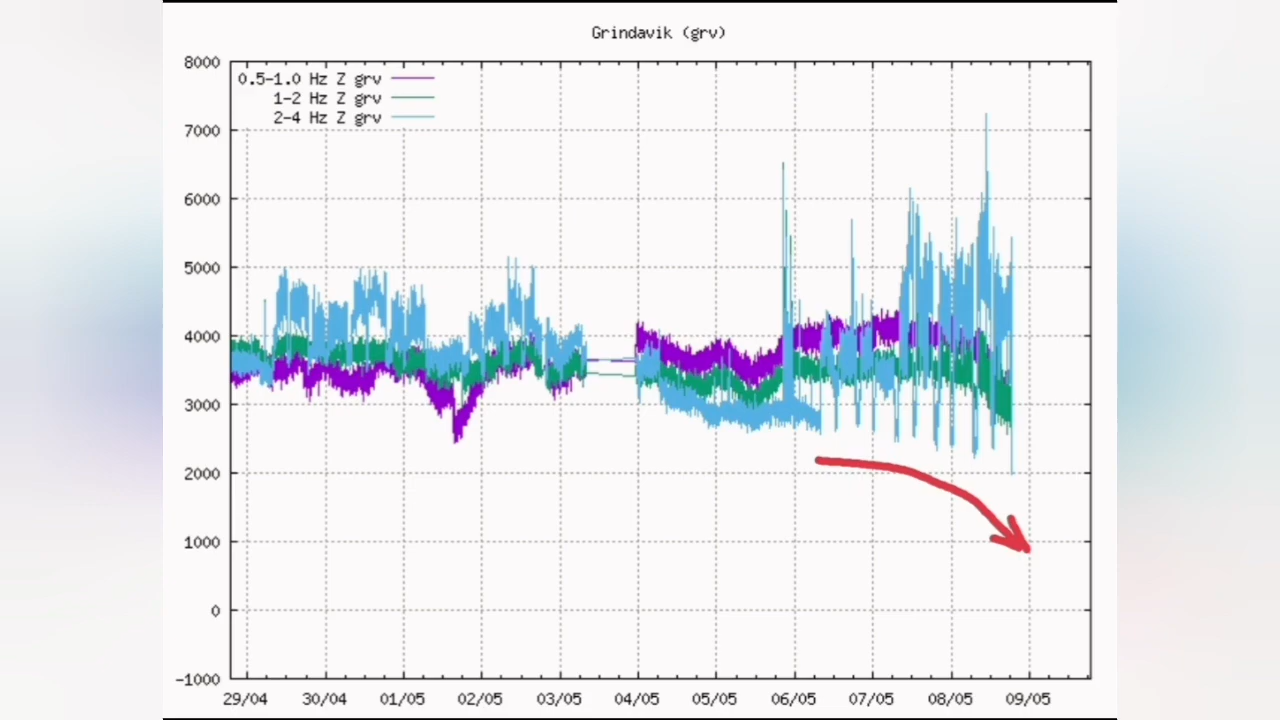 Grindavik (grv)
0.5-1.0 Hz Z grv
1-2 Hz Z grv
2-4 Hz Z grv
8000
7000
6000
5000
4000
3000
2000
1000
0
-1000
29/04 30/04 01/05 02/05 03/05 04/05 05/05 06/05 07/05 08/05 09/05